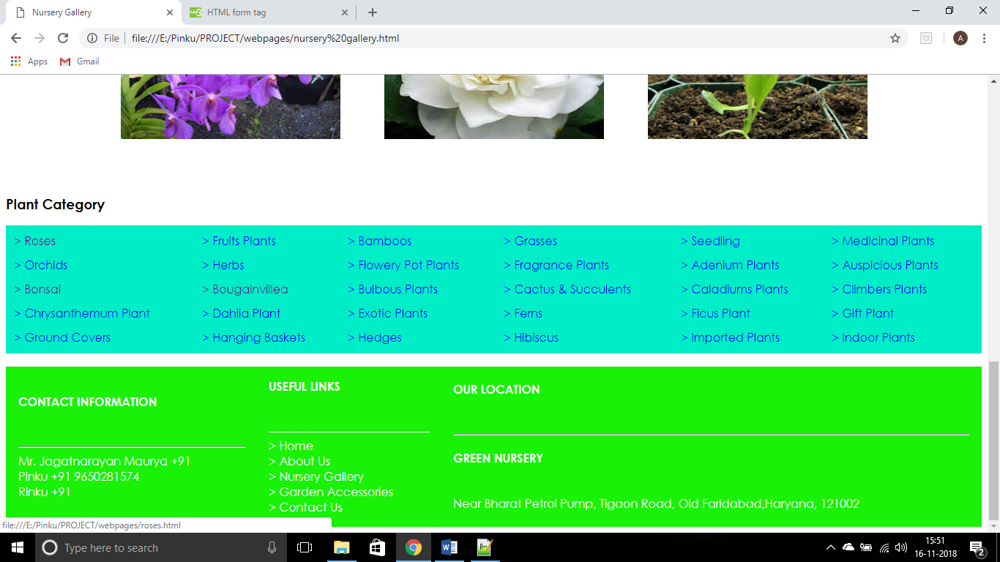 Nursery Gallery
HTML form tag
File
file:///E:/Pinku/PROJECT/webpages/nursery%20gallery.html
A
Apps
Gmail
Plant Category
> Roses > Fruits Plants > Bamboos > Grasses > Seedling > Medicinal Plants
> Orchids > Herbs > Flowery Pot Plants > Fragrance Plants > Adenium Plants > Auspicious Plants
> Bonsai > Bougainvillea > Bulbous Plants > Cactus & Succulents > Caladiums Plants > Climbers Plants
> Chrysanthemum Plant > Dahlia Plant > Exotic Plants > Ferns > Ficus Plant > Gift Plant
> Ground Covers > Hanging Baskets > Hedges > Hibiscus > Imported Plants > Indoor Plants
CONTACT INFORMATION
Mr. Jagatnarayan Maurya +91
Pinku +91 9650281574
Rinku +91
USEFUL LINKS
> Home
> About Us
> Nursery Gallery
> Garden Accessories
> Contact Us
OUR LOCATION
GREEN NURSERY
Near Bharat Petrol Pump, Tigaon Road, Old Faridabad,Haryana, 121002
file:///E:/Pinku/PROJECT/webpages/roses.html
Type here to search
15:51
16-11-2018
2